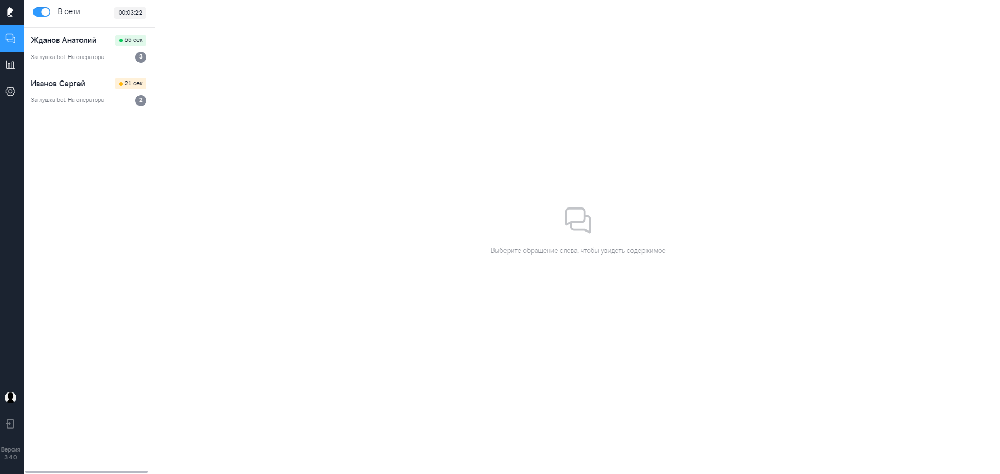 В сети
00:03:22
Жданов Анатолий
55 сек
Заглушка bot: На оператора
3
Иванов Сергей
21 сек
Заглушка bot: На оператора
2
Выберите обращение слева, чтобы увидеть содержимое
Версия
3.4.0